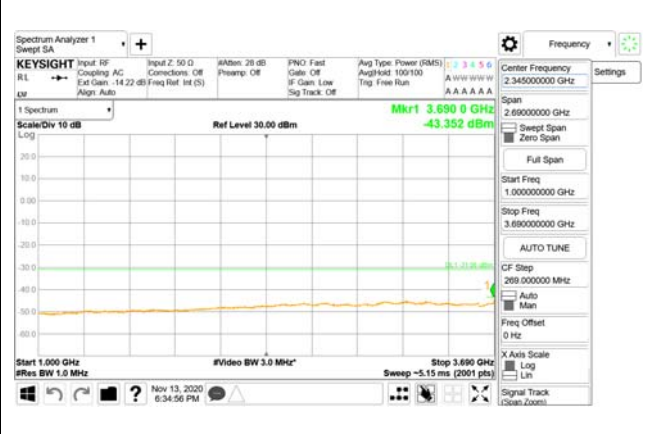 Spectrum Analyzer 1
Swept SA
Frequency
KEYSIGHT
RL
Input: RF
Coupling: AC
Ext Gain: -14.22 dB
Align: Auto
Input Z: 50 Ω
Corrections: Off
Freq Ref: Int (S)
#Atten: 28 dB
Preamp: Off
PNO: Fast
Gate: Off
IF Gain: Low
Sig Track: Off
Avg Type: Power (RMS)
Avg|Hold: 100/100
Trig: Free Run
1 2 3 4 5 6
A W W W W W
A A A A A A
1 Spectrum
Scale/Div 10 dB
Log
Ref Level 30.00 dBm
Mkr1 3.690 0 GHz
-43.352 dBm
20.0
10.0
0.00
-10.0
-20.0
-30.0
-40.0
-50.0
-60.0
1
Start 1.000 GHz
#Res BW 1.0 MHz
#Video BW 3.0 MHz*
Stop 3.690 GHz
Sweep ~5.15 ms (2001 pts)
Nov 13, 2020
6:34:56 PM
?
Center Frequency
2.345000000 GHz
Settings
Span
2.69000000 GHz
Swept Span
Zero Span
Full Span
Start Freq
1.000000000 GHz
Stop Freq
3.690000000 GHz
AUTO TUNE
CF Step
269.000000 MHz
Auto
Man
Freq Offset
0 Hz
X Axis Scale
Log
Lin
Signal Track
(Span Zoom)